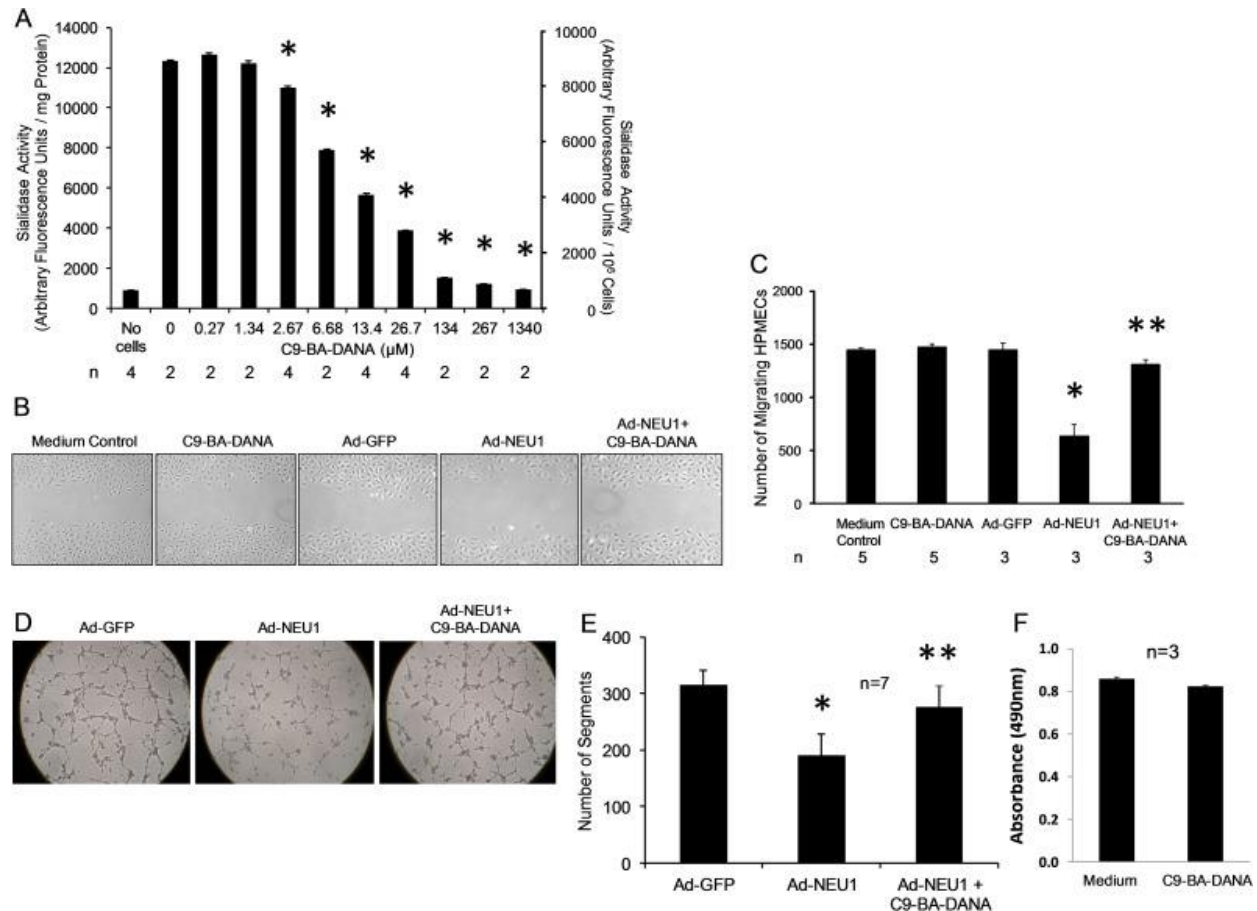 A
14000
12000
10000
8000
6000
4000
2000
0
Sialidase Activity
(Arbitrary Fluorescence Units / mg Protein)
10000
8000
6000
4000
2000
0
Sialidase Activity
(Arbitrary Fluorescence Units / 10⁶ Cells)
* * * * * * *
No cells 0 0.27 1.34 2.67 6.68 13.4 26.7 134 267 1340
C9-BA-DANA (µM)
n 4 2 2 2 4 2 4 4 2 2 2
B
Medium Control C9-BA-DANA Ad-GFP Ad-NEU1 Ad-NEU1+
C9-BA-DANA
C
Number of Migrating HPMECs
2000
1500
1000
500
0
* **
Medium Control C9-BA-DANA Ad-GFP Ad-NEU1 Ad-NEU1+
C9-BA-DANA
n 5 5 3 3 3
D
Ad-GFP Ad-NEU1 Ad-NEU1+
C9-BA-DANA
E
Number of Segments
400
300
200
100
0
* n=7 **
Ad-GFP Ad-NEU1 Ad-NEU1 +
C9-BA-DANA
F
Absorbance (490nm)
1.0
0.8
0.6
0.4
0.2
0.0
n=3
Medium C9-BA-DANA